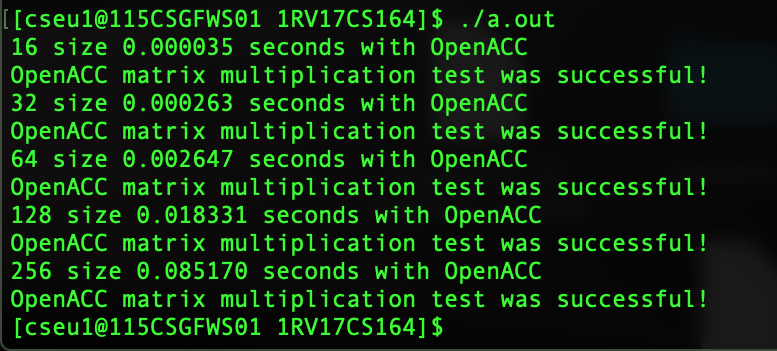 [[cseu1@115CSGFWS01 1RV17CS164]$ ./a.out
16 size 0.000035 seconds with OpenACC
OpenACC matrix multiplication test was successful!
32 size 0.000263 seconds with OpenACC
OpenACC matrix multiplication test was successful!
64 size 0.002647 seconds with OpenACC
OpenACC matrix multiplication test was successful!
128 size 0.018331 seconds with OpenACC
OpenACC matrix multiplication test was successful!
256 size 0.085170 seconds with OpenACC
OpenACC matrix multiplication test was successful!
[cseu1@115CSGFWS01 1RV17CS164]$